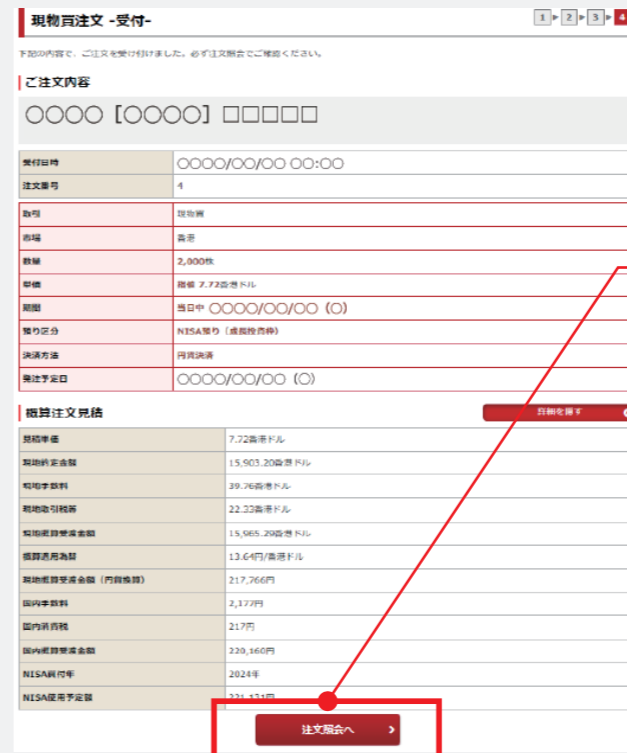 現物買注文 -受付-
1 2 3 4
下記の内容で、ご注文を受け付けました。必ず注文照会でご確認ください。
ご注文内容
○○○○ [○○○○] □□□□□
受付日時 ○○○○/○○/○○ ○○:○○
注文番号 4
取引 現物買
市場 香港
数量 2,000株
単価 指値 7.72香港ドル
期間 当日中 ○○○○/○○/○○ (○)
預り区分 NISA預り (成長投資枠)
決済方法 円貨決済
発注予定日 ○○○○/○○/○○ (○)
概算注文見積
詳細を隠す
見積単価 7.72香港ドル
現地約定金額 15,903.20香港ドル
現地手数料 39.76香港ドル
現地取引税等 22.33香港ドル
現地概算受渡金額 15,965.29香港ドル
概算適用為替 13.64円/香港ドル
現地概算受渡金額 (円貨換算) 217,766円
国内手数料 2,177円
国内消費税 217円
国内概算受渡金額 220,160円
NISA買付年 2024年
NISA使用予定額 221,131円
注文照会へ